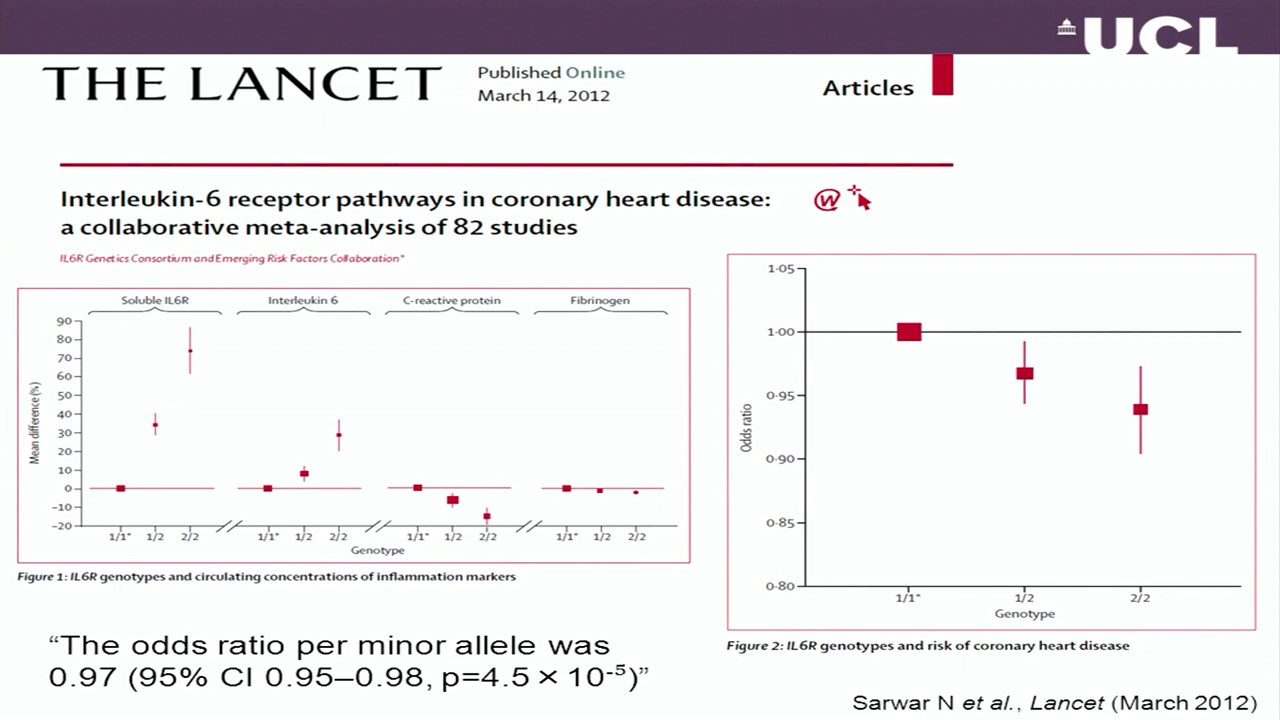 UCL
THE LANCET
Published Online
March 14, 2012
Articles
Interleukin-6 receptor pathways in coronary heart disease:
a collaborative meta-analysis of 82 studies
IL6R Genetics Consortium and Emerging Risk Factors Collaboration*
Soluble IL6R Interleukin 6 C-reactive protein Fibrinogen
90
80
70
60
50
40
30
20
10
0
–10
–20
Mean difference (%)
1/1* 1/2 2/2 1/1* 1/2 2/2 1/1* 1/2 2/2 1/1* 1/2 2/2
Genotype
Figure 1: IL6R genotypes and circulating concentrations of inflammation markers
1·05
1·00
0·95
0·90
0·85
0·80
Odds ratio
1/1* 1/2 2/2
Genotype
Figure 2: IL6R genotypes and risk of coronary heart disease
“The odds ratio per minor allele was
0.97 (95% CI 0.95–0.98, p=4.5 × 10-5)”
Sarwar N et al., Lancet (March 2012)